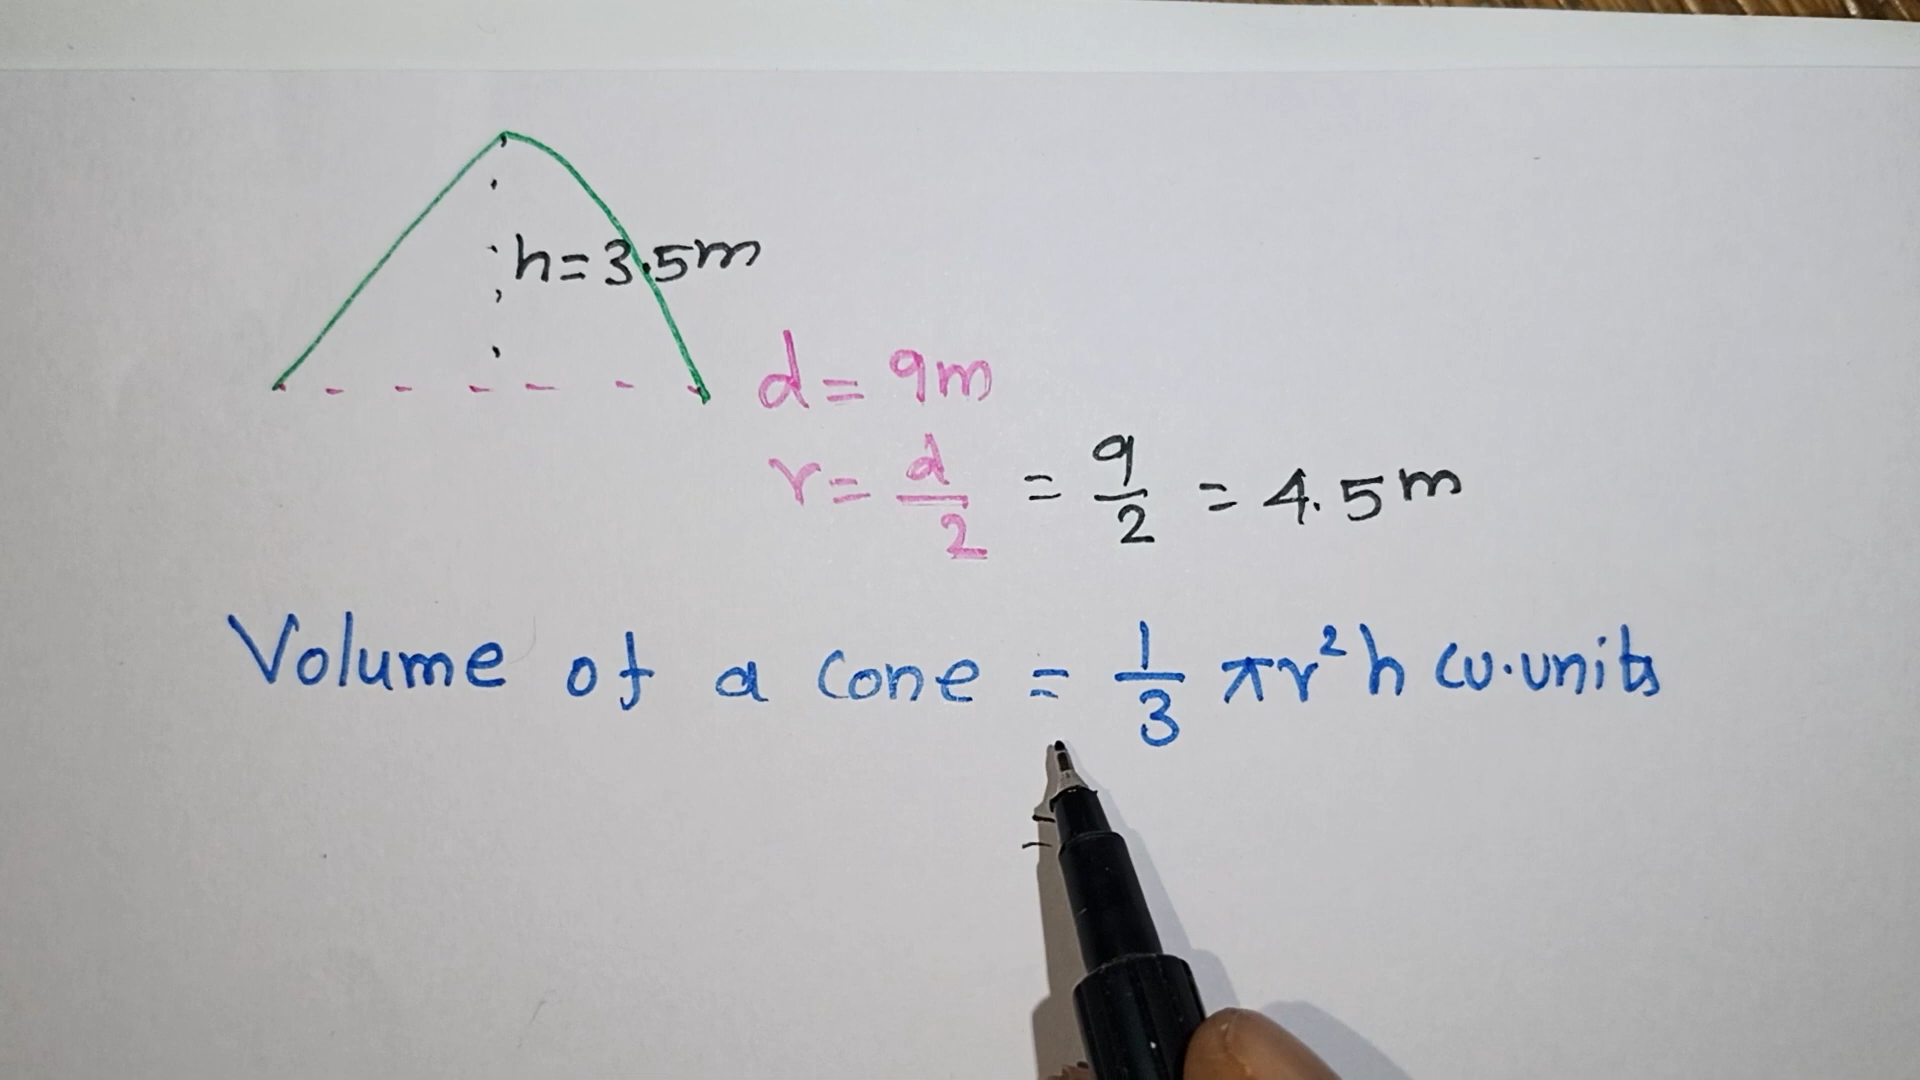 h=3.5m
d= 9m
r= d/2 = 9/2 = 4.5m
Volume of a cone = 1/3 πr²h cu.units
=